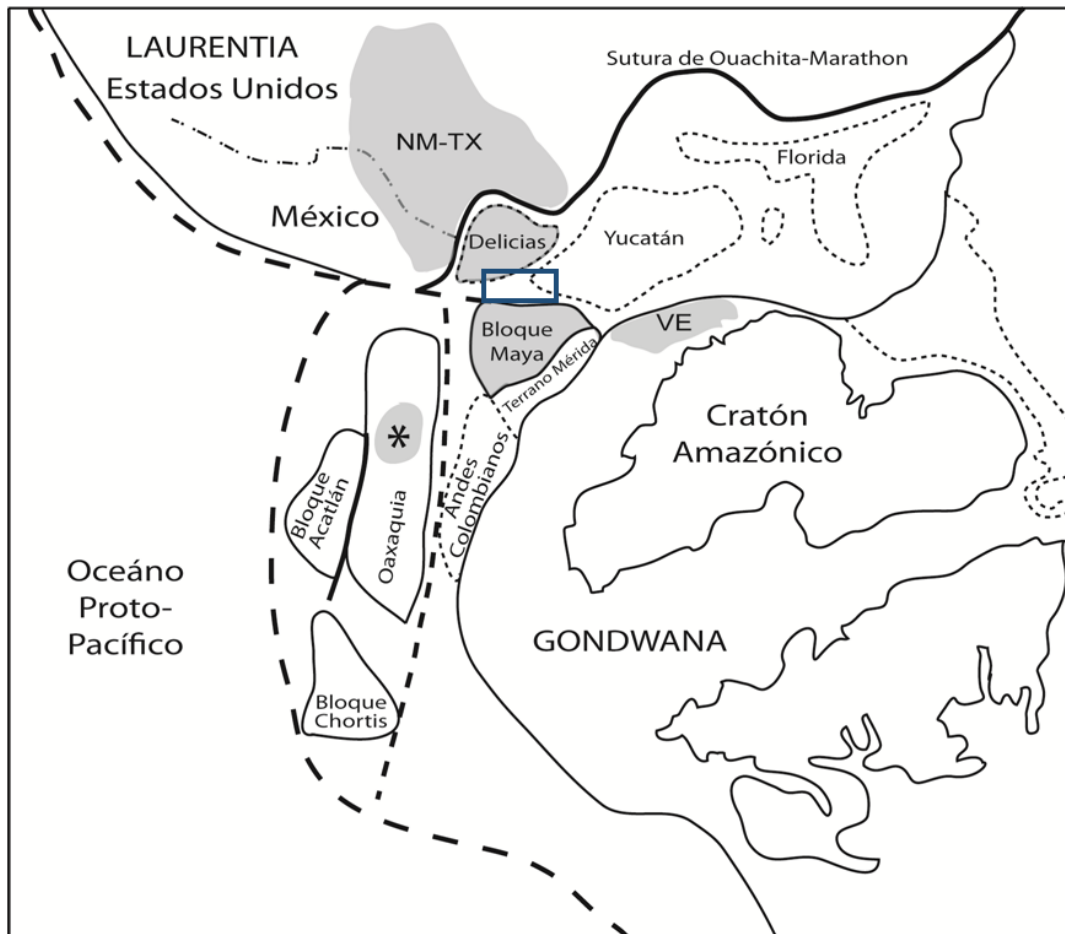 LAURENTIA
Estados Unidos
Sutura de Ouachita-Marathon
NM-TX
Florida
México
Delicias
Yucatán
Bloque
Maya
VE
Terrano Mérida
Cratón
Amazónico
*
Bloque
Acatlán
Oaxaquia
Andes
Colombianos
Oceáno
Proto-
Pacífico
GONDWANA
Bloque
Chortis